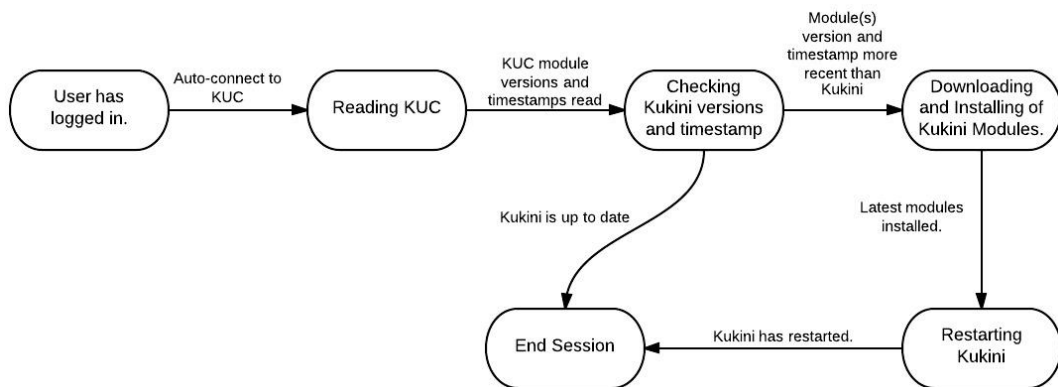 User has
logged in.
Auto-connect to
KUC
Reading KUC
KUC module
versions and
timestamps read
Checking
Kukini versions
and timestamp
Module(s)
version and
timestamp more
recent than
Kukini
Downloading
and Installing of
Kukini Modules.
Kukini is up to date
Latest modules
installed.
End Session
Kukini has restarted.
Restarting
Kukini